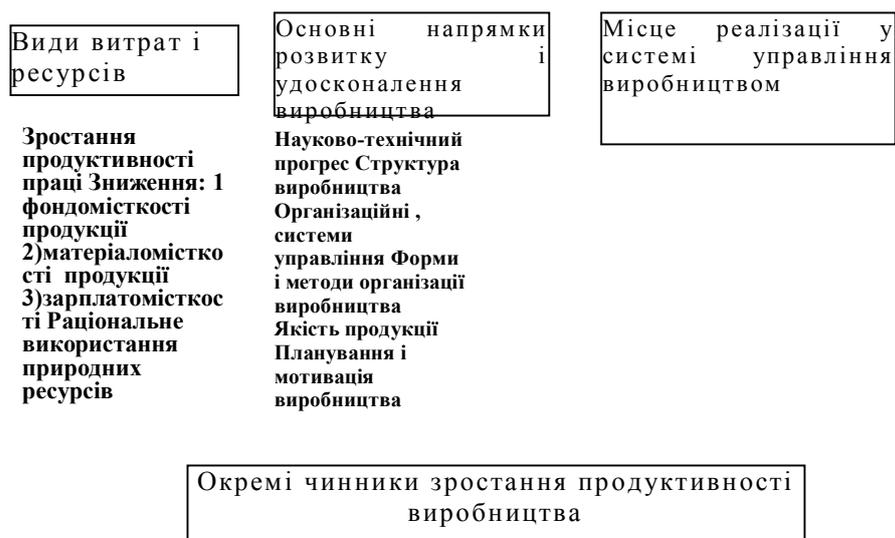 Види витрат і
ресурсів
Основні напрямки
розвитку і
удосконалення
виробництва
Місце реалізації у
системі управління
виробництвом
Зростання
продуктивності
праці Зниження: 1
фондомісткості
продукції
2)матеріаломістко
сті продукції
3)зарплатомісткос
ті Раціональне
використання
природних
ресурсів
Науково-технічний
прогрес Структура
виробництва
Організаційні ,
системи
управління Форми
і методи організації
виробництва
Якість продукції
Планування і
мотивація
виробництва
Окремі чинники зростання продуктивності
виробництва